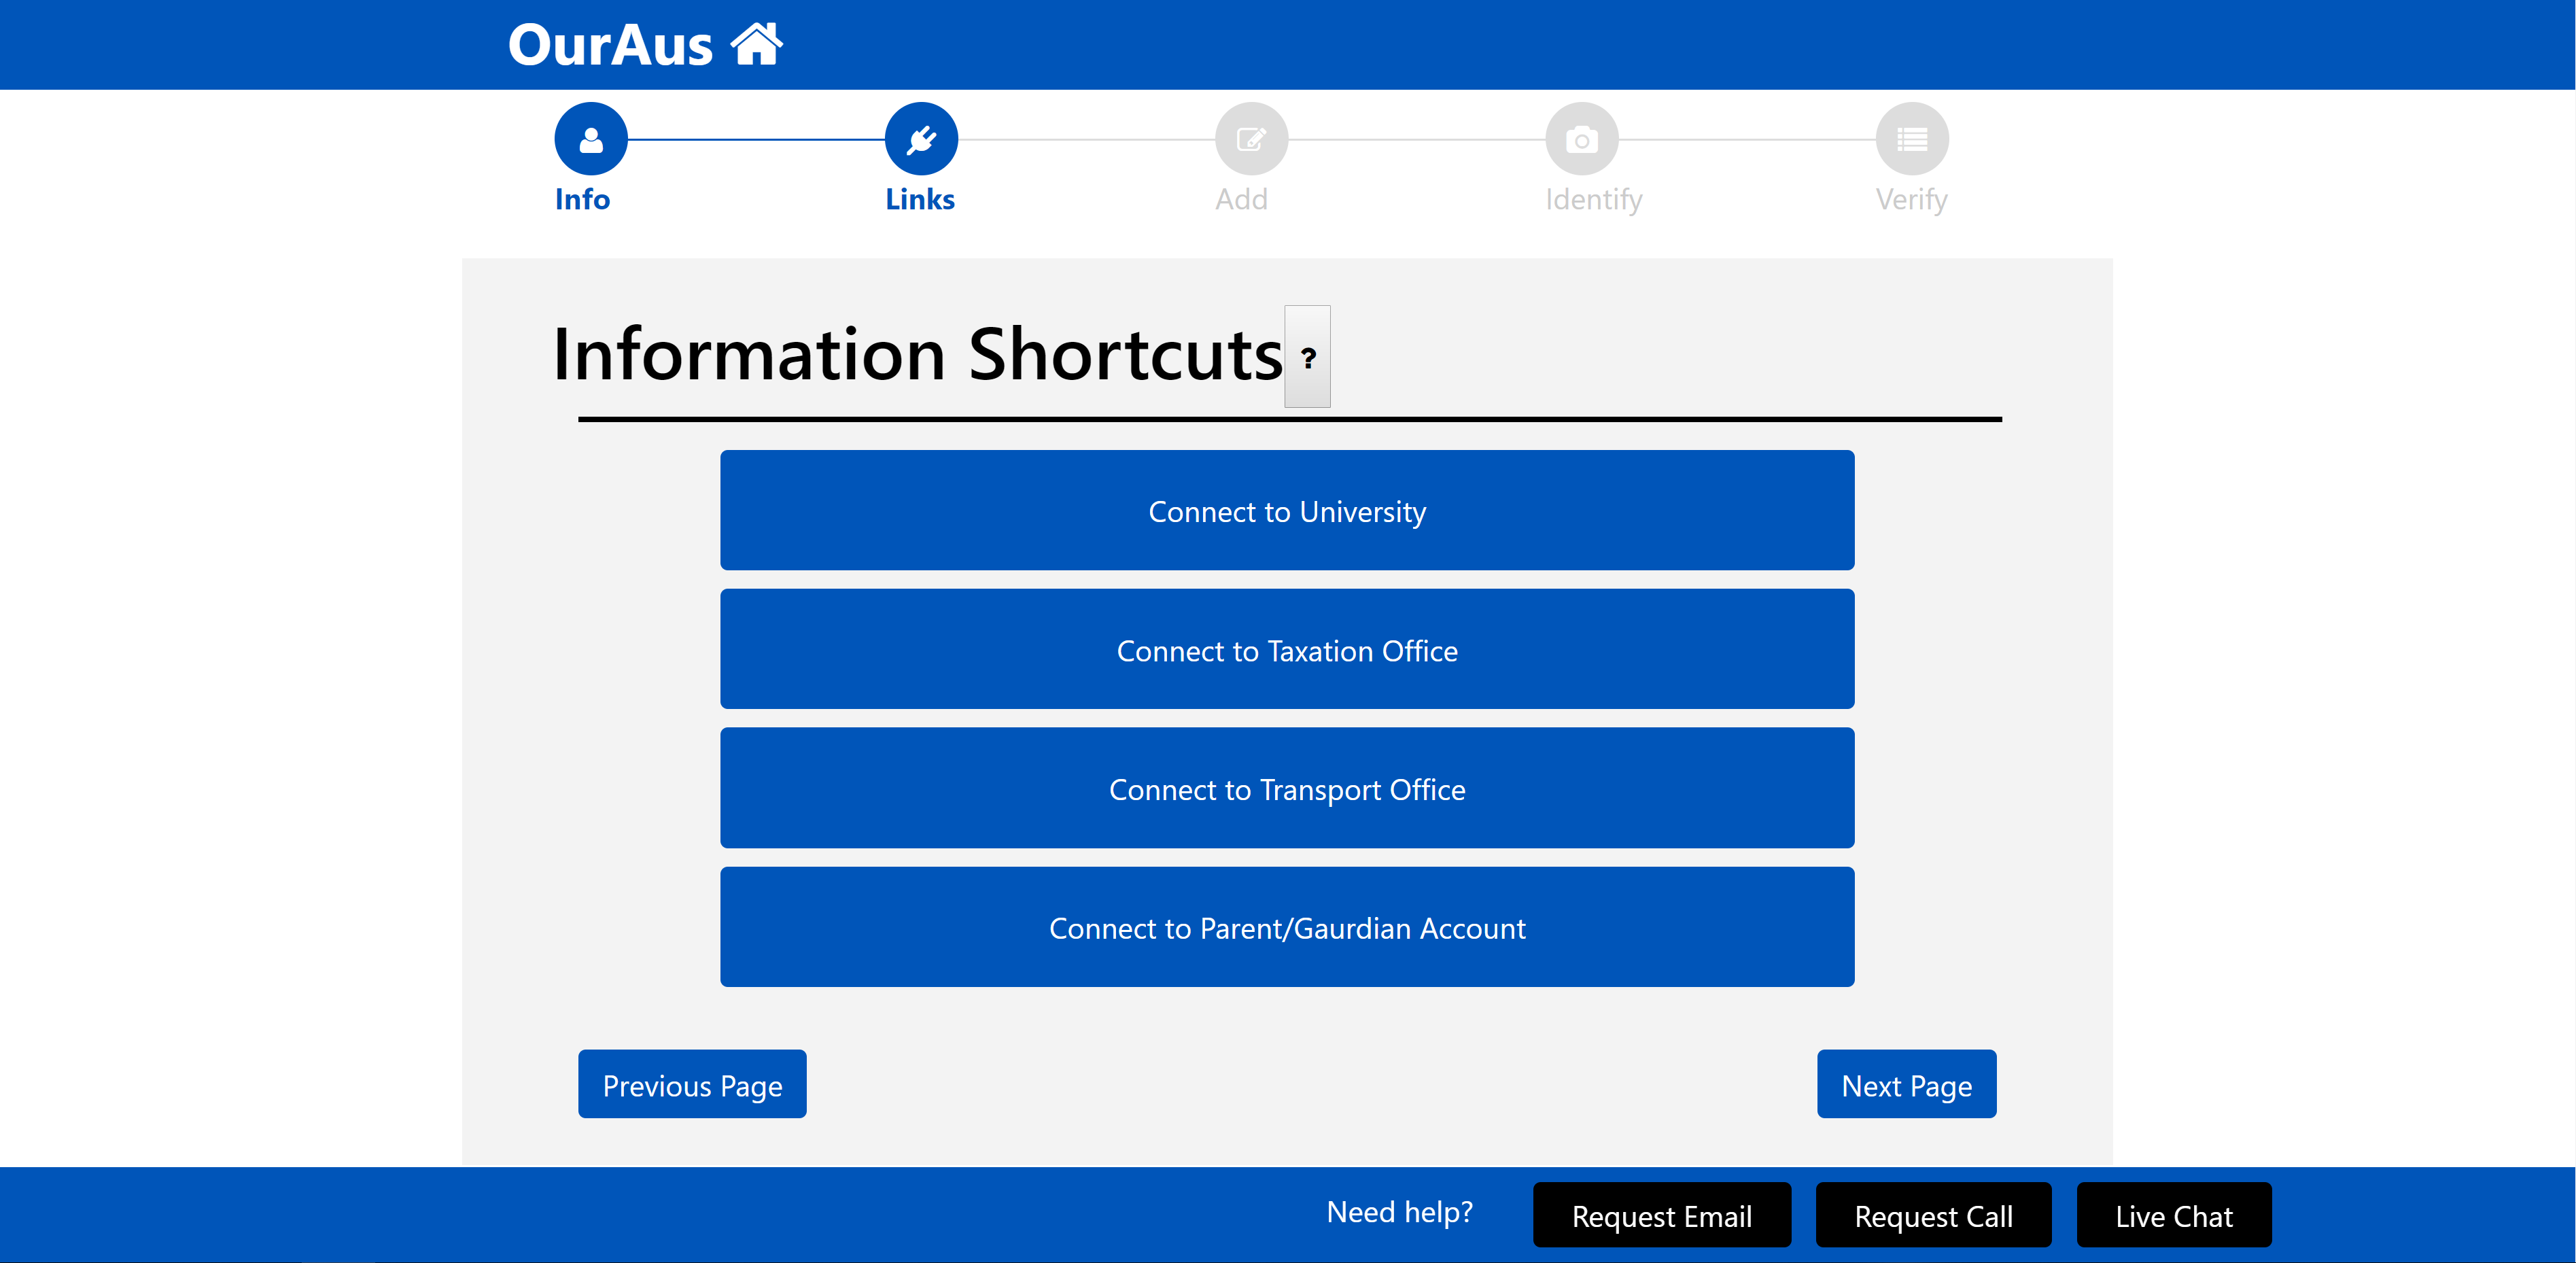 OurAus
Info
Links
Add
Identify
Verify
Information Shortcuts ?
Connect to University
Connect to Taxation Office
Connect to Transport Office
Connect to Parent/Gaurdian Account
Previous Page
Next Page
Need help?
Request Email
Request Call
Live Chat